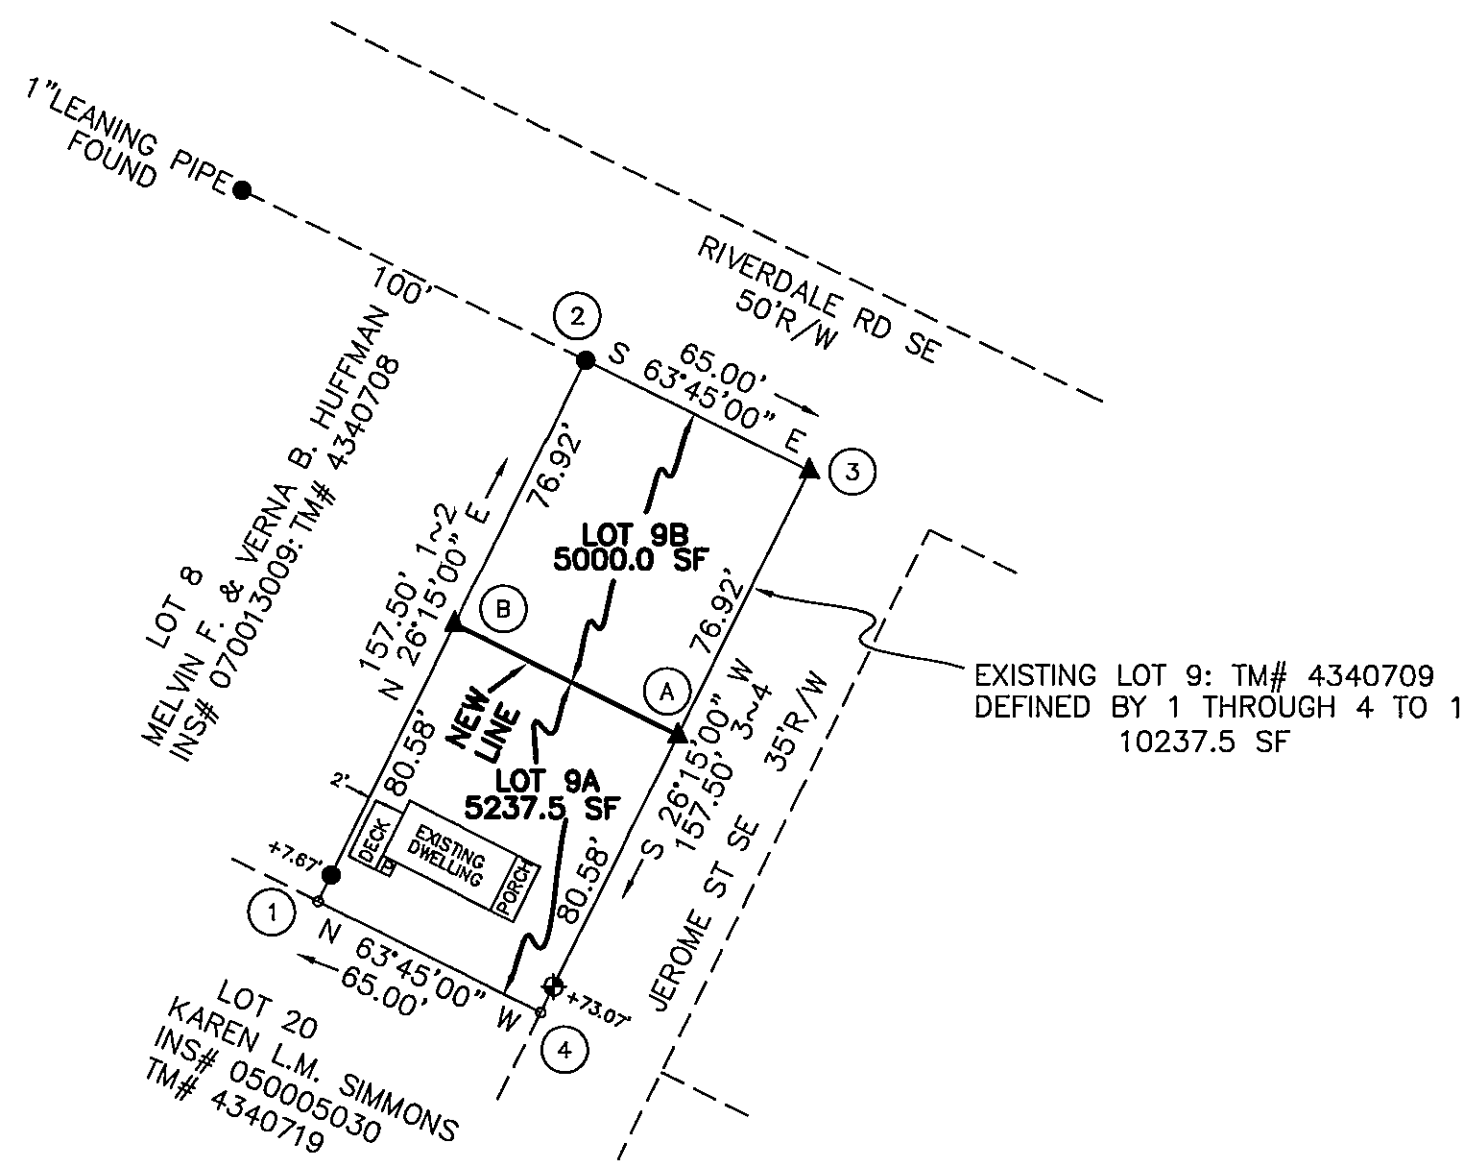 1"LEANING PIPE
FOUND
100'
RIVERDALE RD SE
50'R/W
2
S 63°45'00" E
65.00'
3
LOT 8
MELVIN F. & VERNA B. HUFFMAN
INS# 070013009: TM# 4340708
157.50' 1~2
N 26°15'00" E
76.92'
LOT 9B
5000.0 SF
76.92'
B
A
NEW
LINE
EXISTING LOT 9: TM# 4340709
DEFINED BY 1 THROUGH 4 TO 1
10237.5 SF
S 26°15'00" W
157.50' 3~4
35'R/W
JEROME ST SE
80.58'
LOT 9A
5237.5 SF
2'
DECK
P
EXISTING
DWELLING
PORCH
80.58'
+7.67'
1
N 63°45'00" W
65.00'
+73.07'
4
LOT 20
KAREN L.M. SIMMONS
INS# 050005030
TM# 4340719